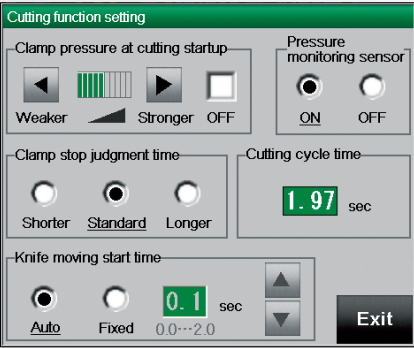 Cutting function setting
Clamp pressure at cutting startup
Weaker Stronger OFF
Pressure
monitoring sensor
ON OFF
Clamp stop judgment time
Shorter Standard Longer
Cutting cycle time
1.97 sec
Knife moving start time
Auto Fixed 0.1 sec
0.0···2.0
Exit